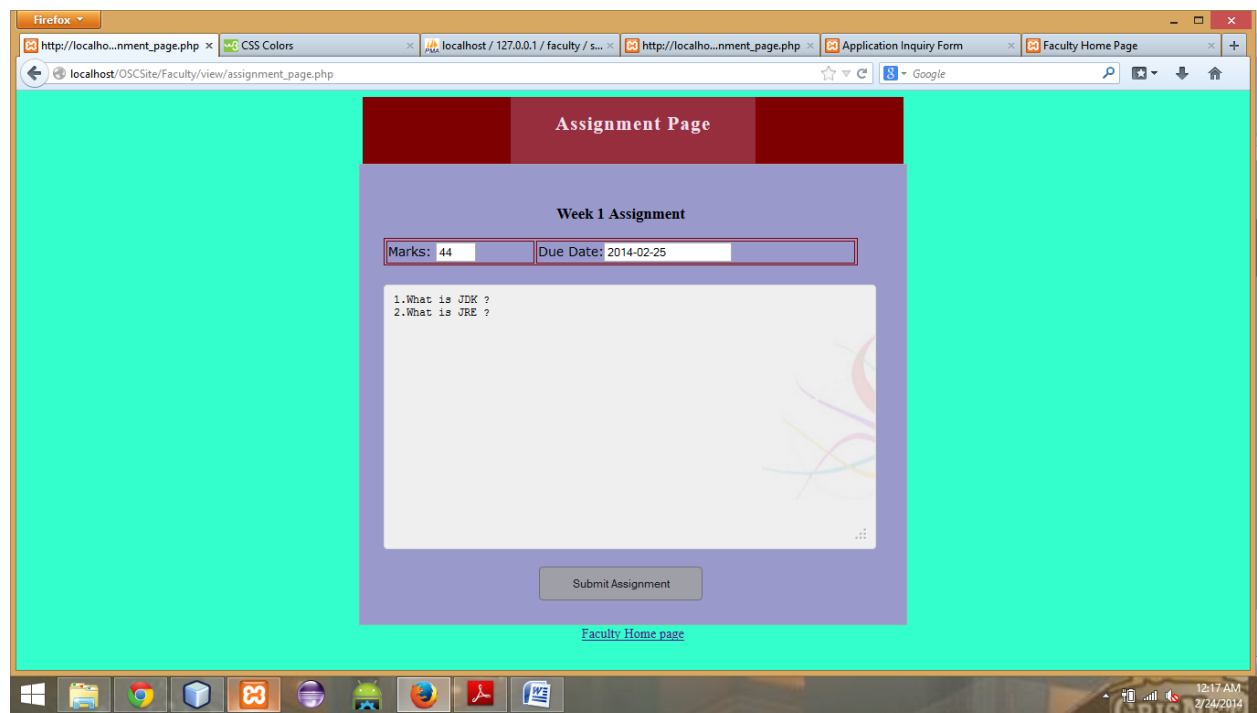 Firefox
http://localho...nment_page.php
CSS Colors
localhost / 127.0.0.1 / faculty / s...
http://localho...nment_page.php
Application Inquiry Form
Faculty Home Page
localhost/OSCSite/Faculty/view/assignment_page.php
Google
Assignment Page
Week 1 Assignment
Marks: 44 Due Date: 2014-02-25
1.What is JDK ?
2.What is JRE ?
Submit Assignment
Faculty Home page
12:17 AM
2/24/2014